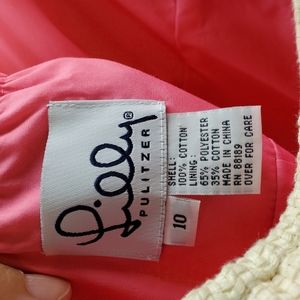 Lilly®
PULITZER
10
SHELL:
100% COTTON
LINING:
65% POLYESTER
35% COTTON
MADE IN CHINA
RN 88189
OVER FOR CARE